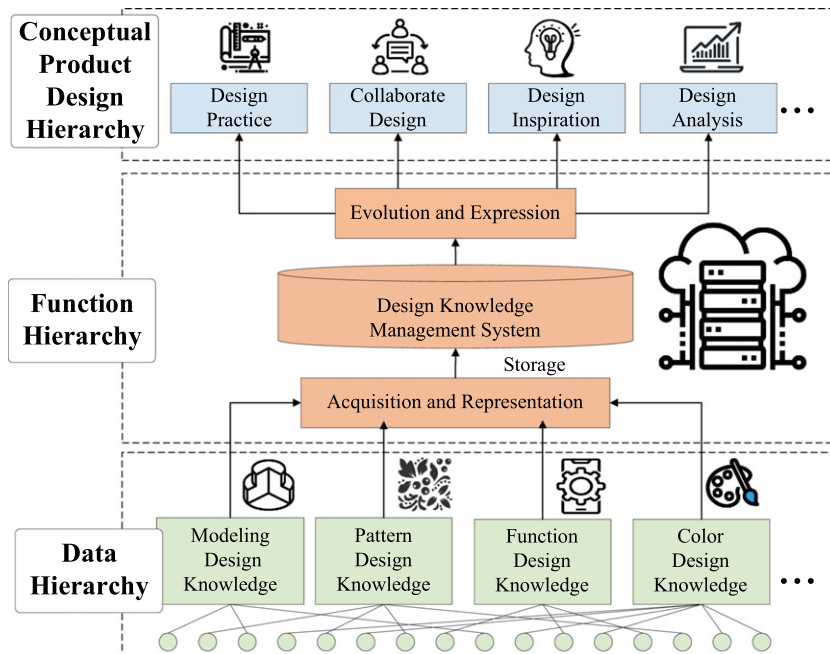 Conceptual
Product
Design
Hierarchy
Design
Practice
Collaborate
Design
Design
Inspiration
Design
Analysis
...
Function
Hierarchy
Evolution and Expression
Design Knowledge
Management System
Storage
Acquisition and Representation
Data
Hierarchy
Modeling
Design
Knowledge
Pattern
Design
Knowledge
Function
Design
Knowledge
Color
Design
Knowledge
...